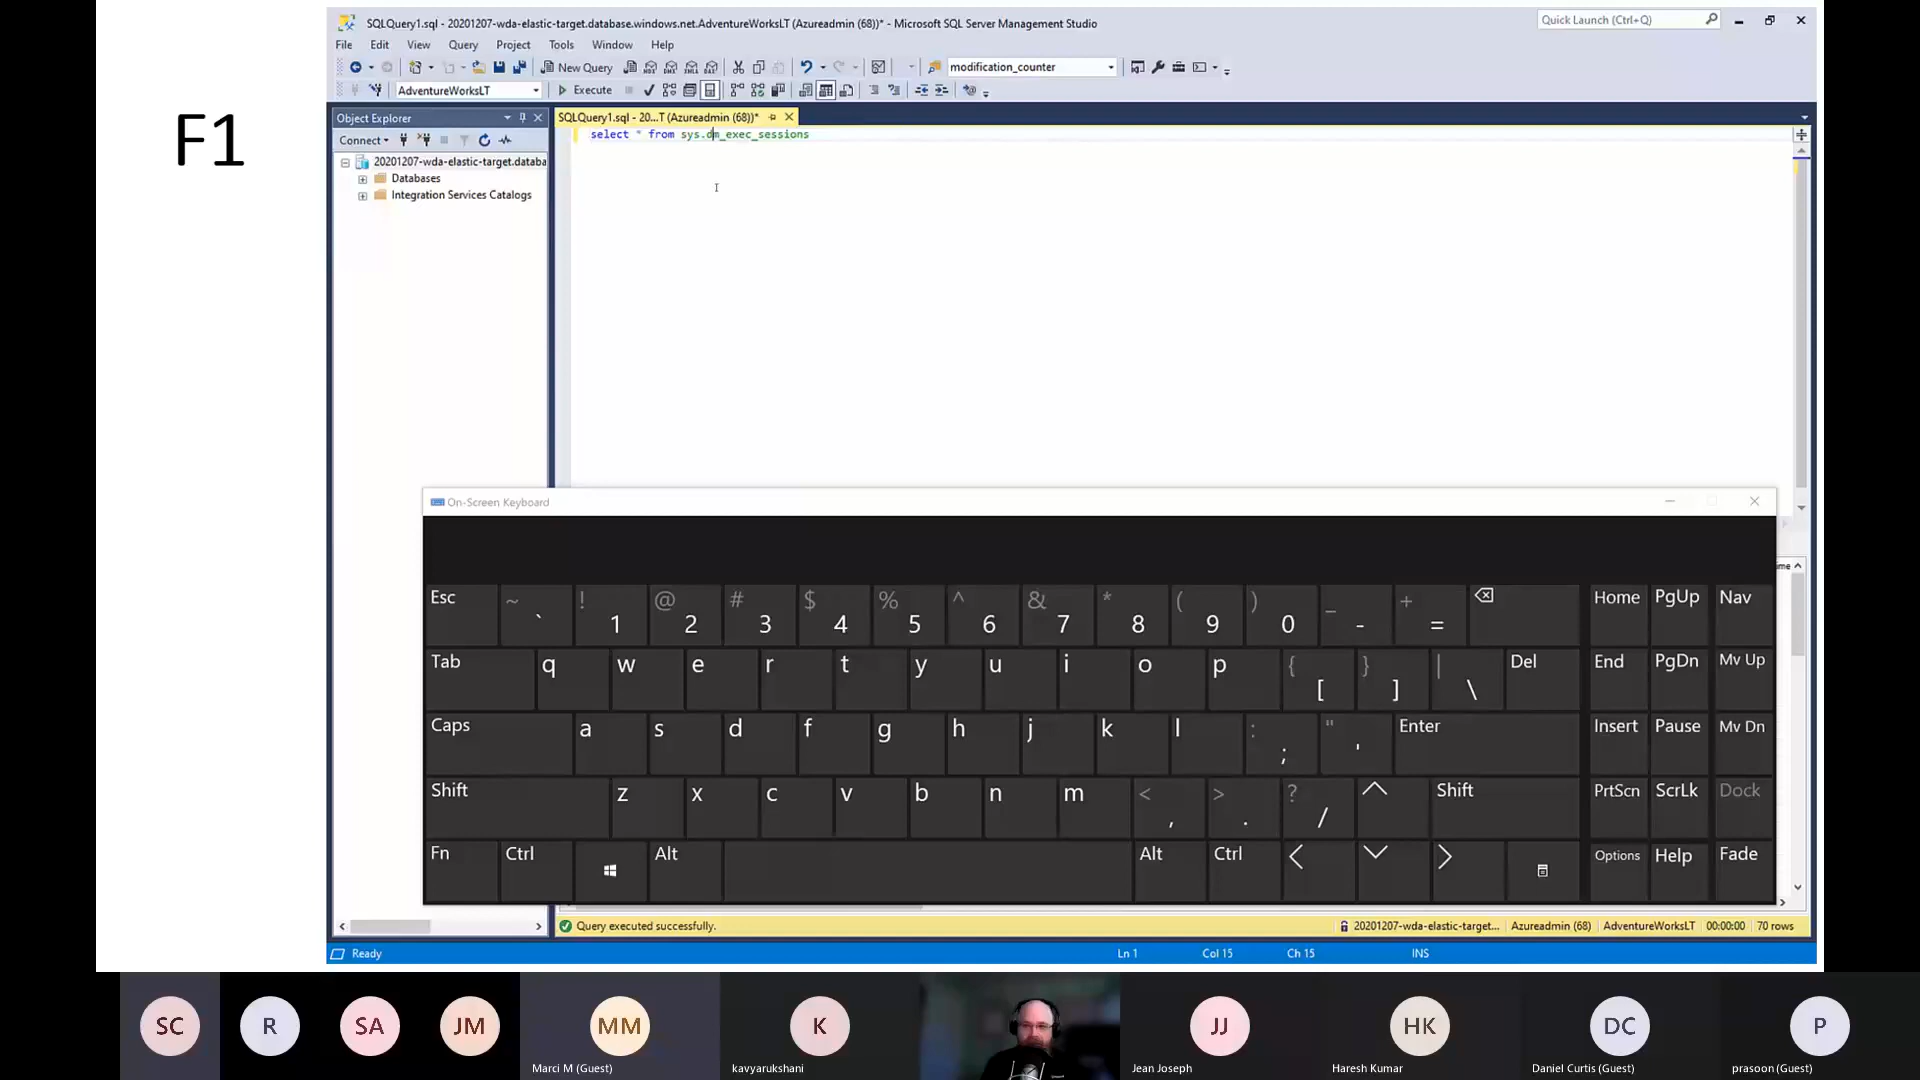 F1
SQLQuery1.sql - 20201207-wda-elastic-target.database.windows.net.AdventureWorksLT (Azureadmin (68))* - Microsoft SQL Server Management Studio
Quick Launch (Ctrl+Q)
File Edit View Query Project Tools Window Help
New Query
modification_counter
AdventureWorksLT
Execute
Object Explorer
SQLQuery1.sql - 20...T (Azureadmin (68))*
Connect
select * from sys.dm_exec_sessions
20201207-wda-elastic-target.databa
Databases
Integration Services Catalogs
On-Screen Keyboard
Esc ~ ` ! 1 @ 2 # 3 $ 4 % 5 ^ 6 & 7 * 8 ( 9 ) 0 _ - + = Home PgUp Nav
Tab q w e r t y u i o p { [ } ] | \ Del End PgDn Mv Up
Caps a s d f g h j k l : ; " ' Enter Insert Pause Mv Dn
Shift z x c v b n m < , > . ? / Shift PrtScn ScrLk Dock
Fn Ctrl Alt Alt Ctrl Options Help Fade
Query executed successfully.
20201207-wda-elastic-target... Azureadmin (68) AdventureWorksLT 00:00:00 70 rows
Ready
Ln 1 Col 15 Ch 15 INS
SC R SA JM MM K JJ HK DC P
Marci M (Guest) kavyarukshani Jean Joseph Haresh Kumar Daniel Curtis (Guest) prasoon (Guest)